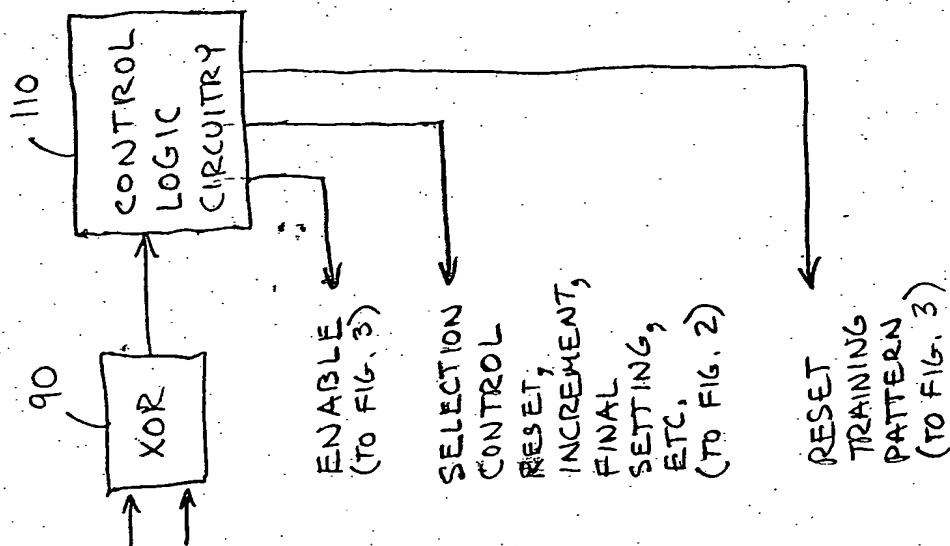 110
CONTROL
LOGIC
CIRCUITRY
90
XOR
ENABLE
(TO FIG. 3)
SELECTION
CONTROL
RESET,
INCREMENT,
FINAL
SETTING,
ETC,
(TO FIG. 2)
RESET
TRAINING
PATTERN
(TO FIG. 3)